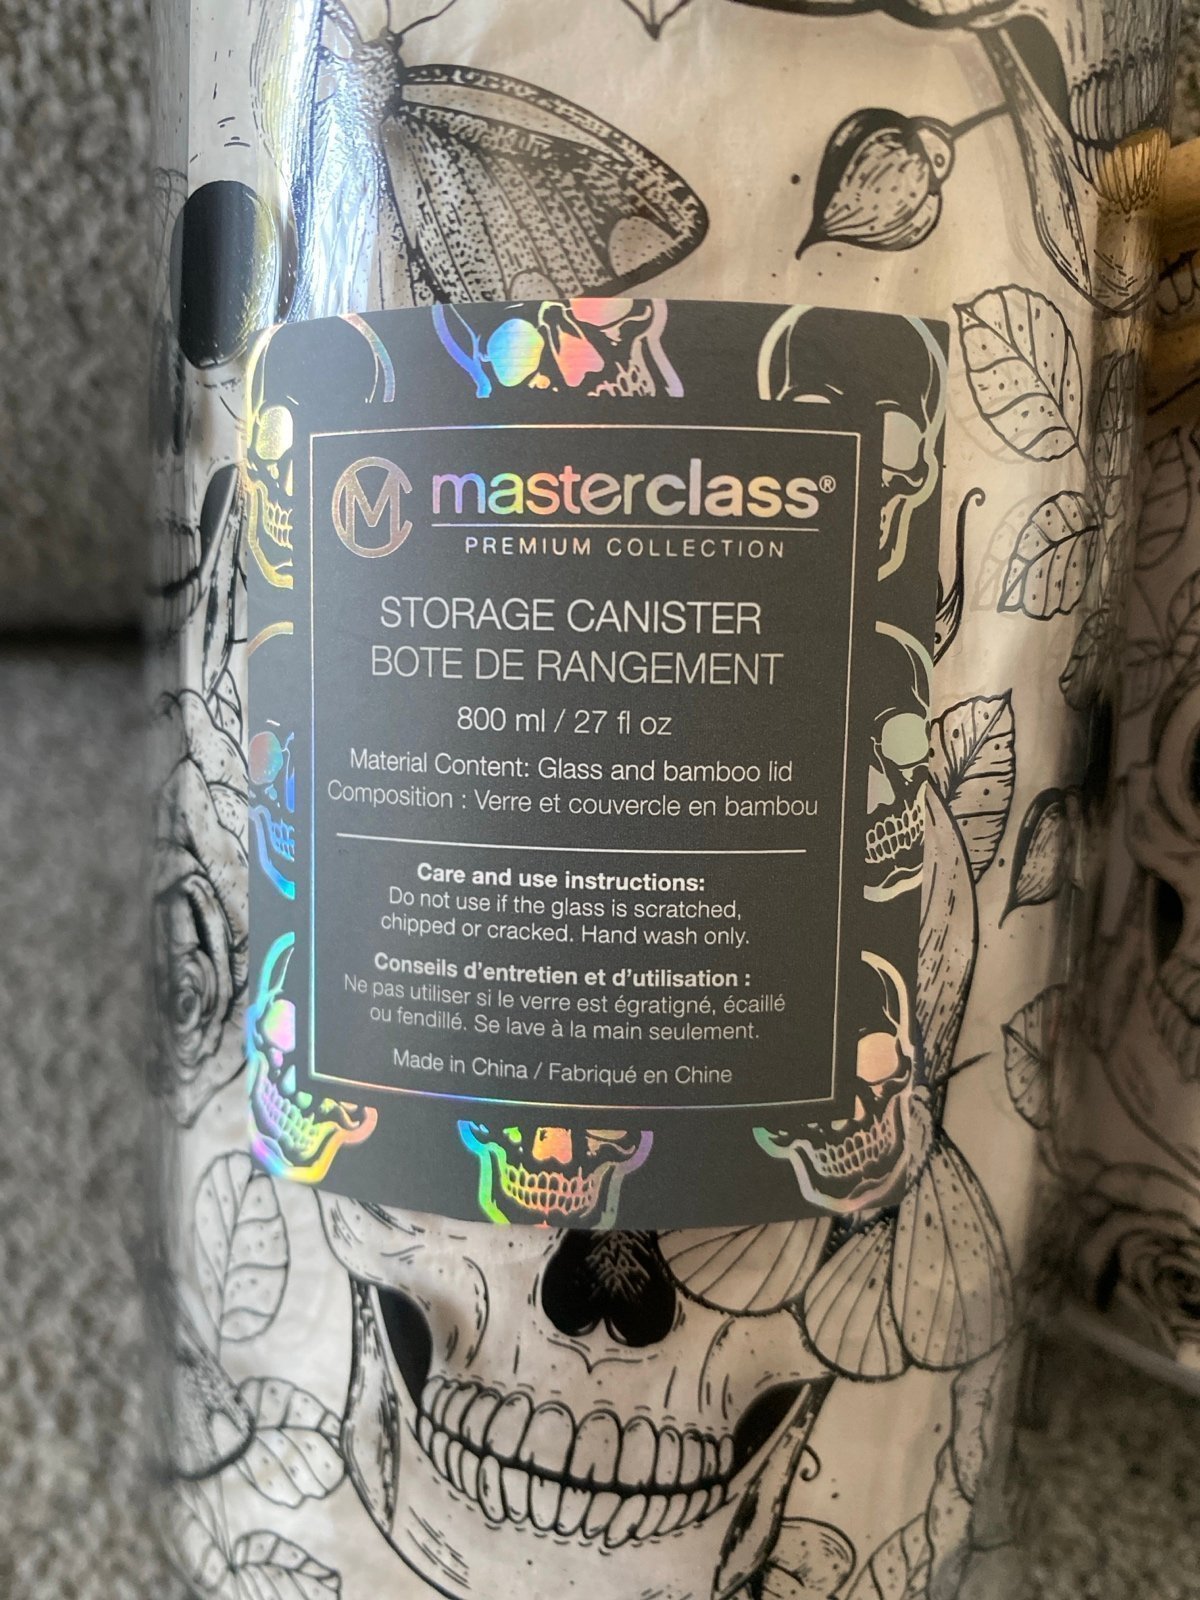 MC masterclass®
PREMIUM COLLECTION
STORAGE CANISTER
BOTE DE RANGEMENT
800 ml / 27 fl oz
Material Content: Glass and bamboo lid
Composition : Verre et couvercle en bambou
Care and use instructions:
Do not use if the glass is scratched,
chipped or cracked. Hand wash only.
Conseils d'entretien et d'utilisation :
Ne pas utiliser si le verre est égratigné, écaillé
ou fendillé. Se lave à la main seulement.
Made in China / Fabriqué en Chine